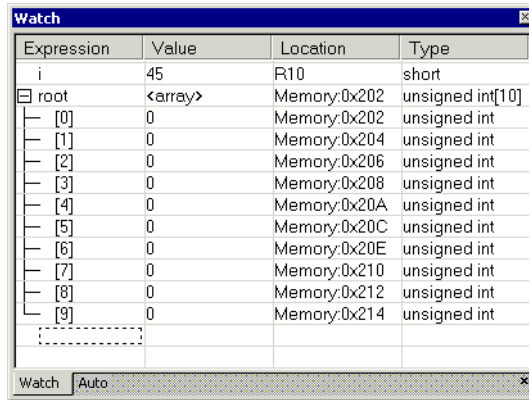 Watch
Expression Value Location Type
i 45 R10 short
root <array> Memory:0x202 unsigned int[10]
[0] 0 Memory:0x202 unsigned int
[1] 0 Memory:0x204 unsigned int
[2] 0 Memory:0x206 unsigned int
[3] 0 Memory:0x208 unsigned int
[4] 0 Memory:0x20A unsigned int
[5] 0 Memory:0x20C unsigned int
[6] 0 Memory:0x20E unsigned int
[7] 0 Memory:0x210 unsigned int
[8] 0 Memory:0x212 unsigned int
[9] 0 Memory:0x214 unsigned int
Watch Auto